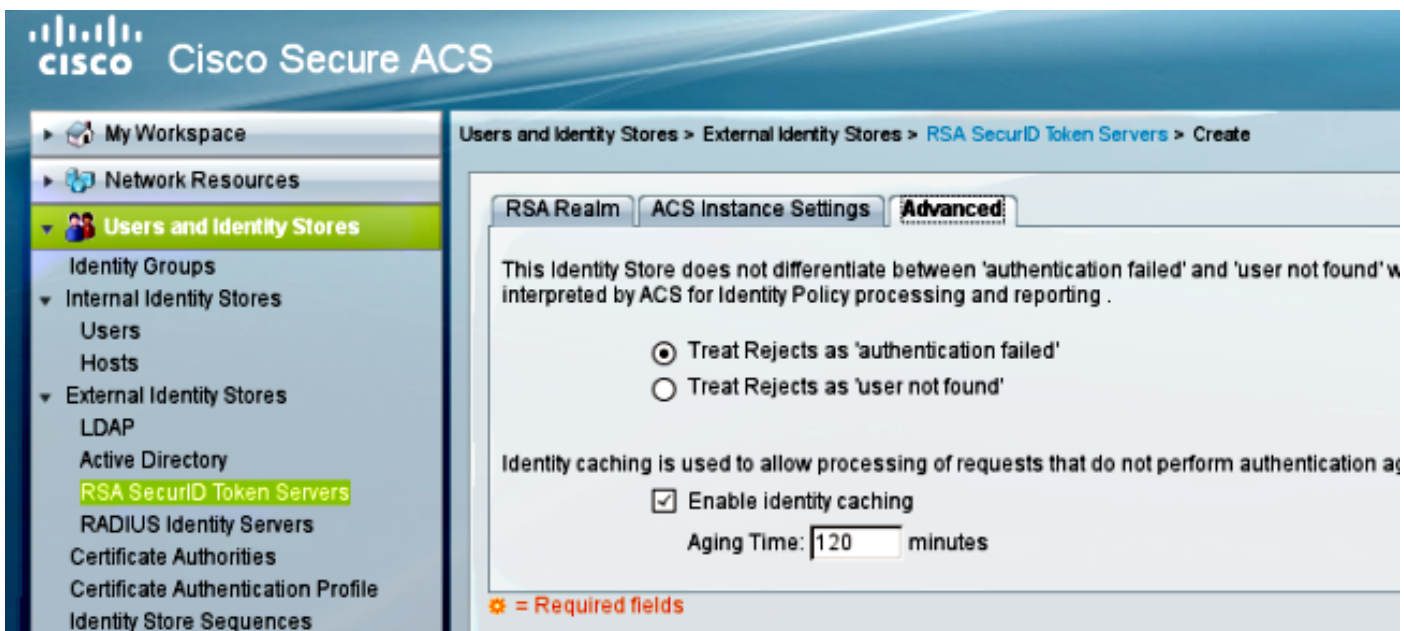 CISCO Cisco Secure ACS
My Workspace
Network Resources
Users and Identity Stores
Identity Groups
Internal Identity Stores
Users
Hosts
External Identity Stores
LDAP
Active Directory
RSA SecurID Token Servers
RADIUS Identity Servers
Certificate Authorities
Certificate Authentication Profile
Identity Store Sequences
Users and Identity Stores > External Identity Stores > RSA SecurID Token Servers > Create
RSA Realm ACS Instance Settings Advanced
This Identity Store does not differentiate between 'authentication failed' and 'user not found' w
interpreted by ACS for Identity Policy processing and reporting .
Treat Rejects as 'authentication failed'
Treat Rejects as 'user not found'
Identity caching is used to allow processing of requests that do not perform authentication ag
Enable identity caching
Aging Time: 120 minutes
= Required fields